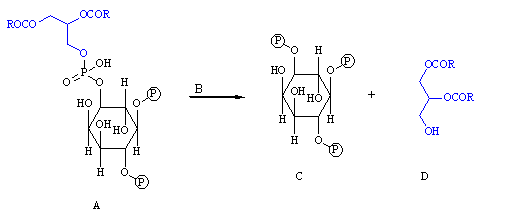 ROCO OCOR
O
O P OH
O
O H
HO OH O P
HO
H H H
O P
A
B
P O H
HO OH O P
HO
H H H
O P
C
+
OCOR
OCOR
OH
D